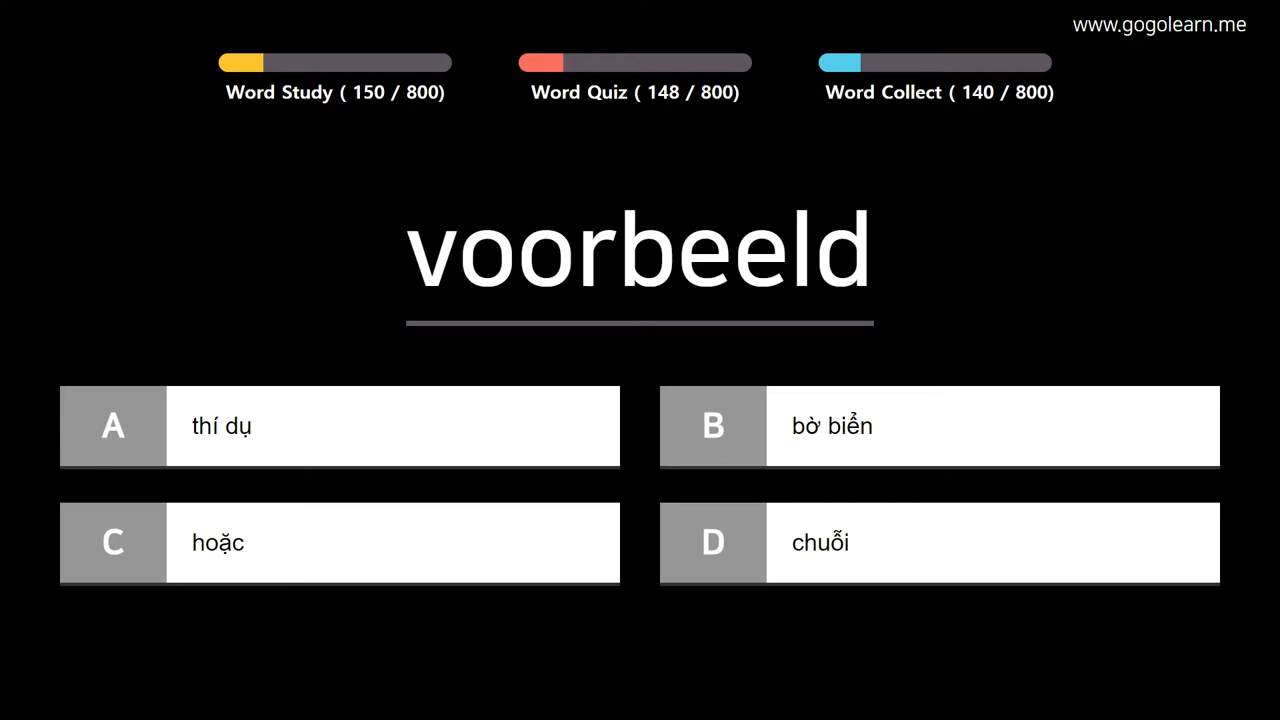 www.gogolearn.me
Word Study ( 150 / 800)
Word Quiz ( 148 / 800)
Word Collect ( 140 / 800)
voorbeeld
A thí dụ
B bờ biển
C hoặc
D chuỗi